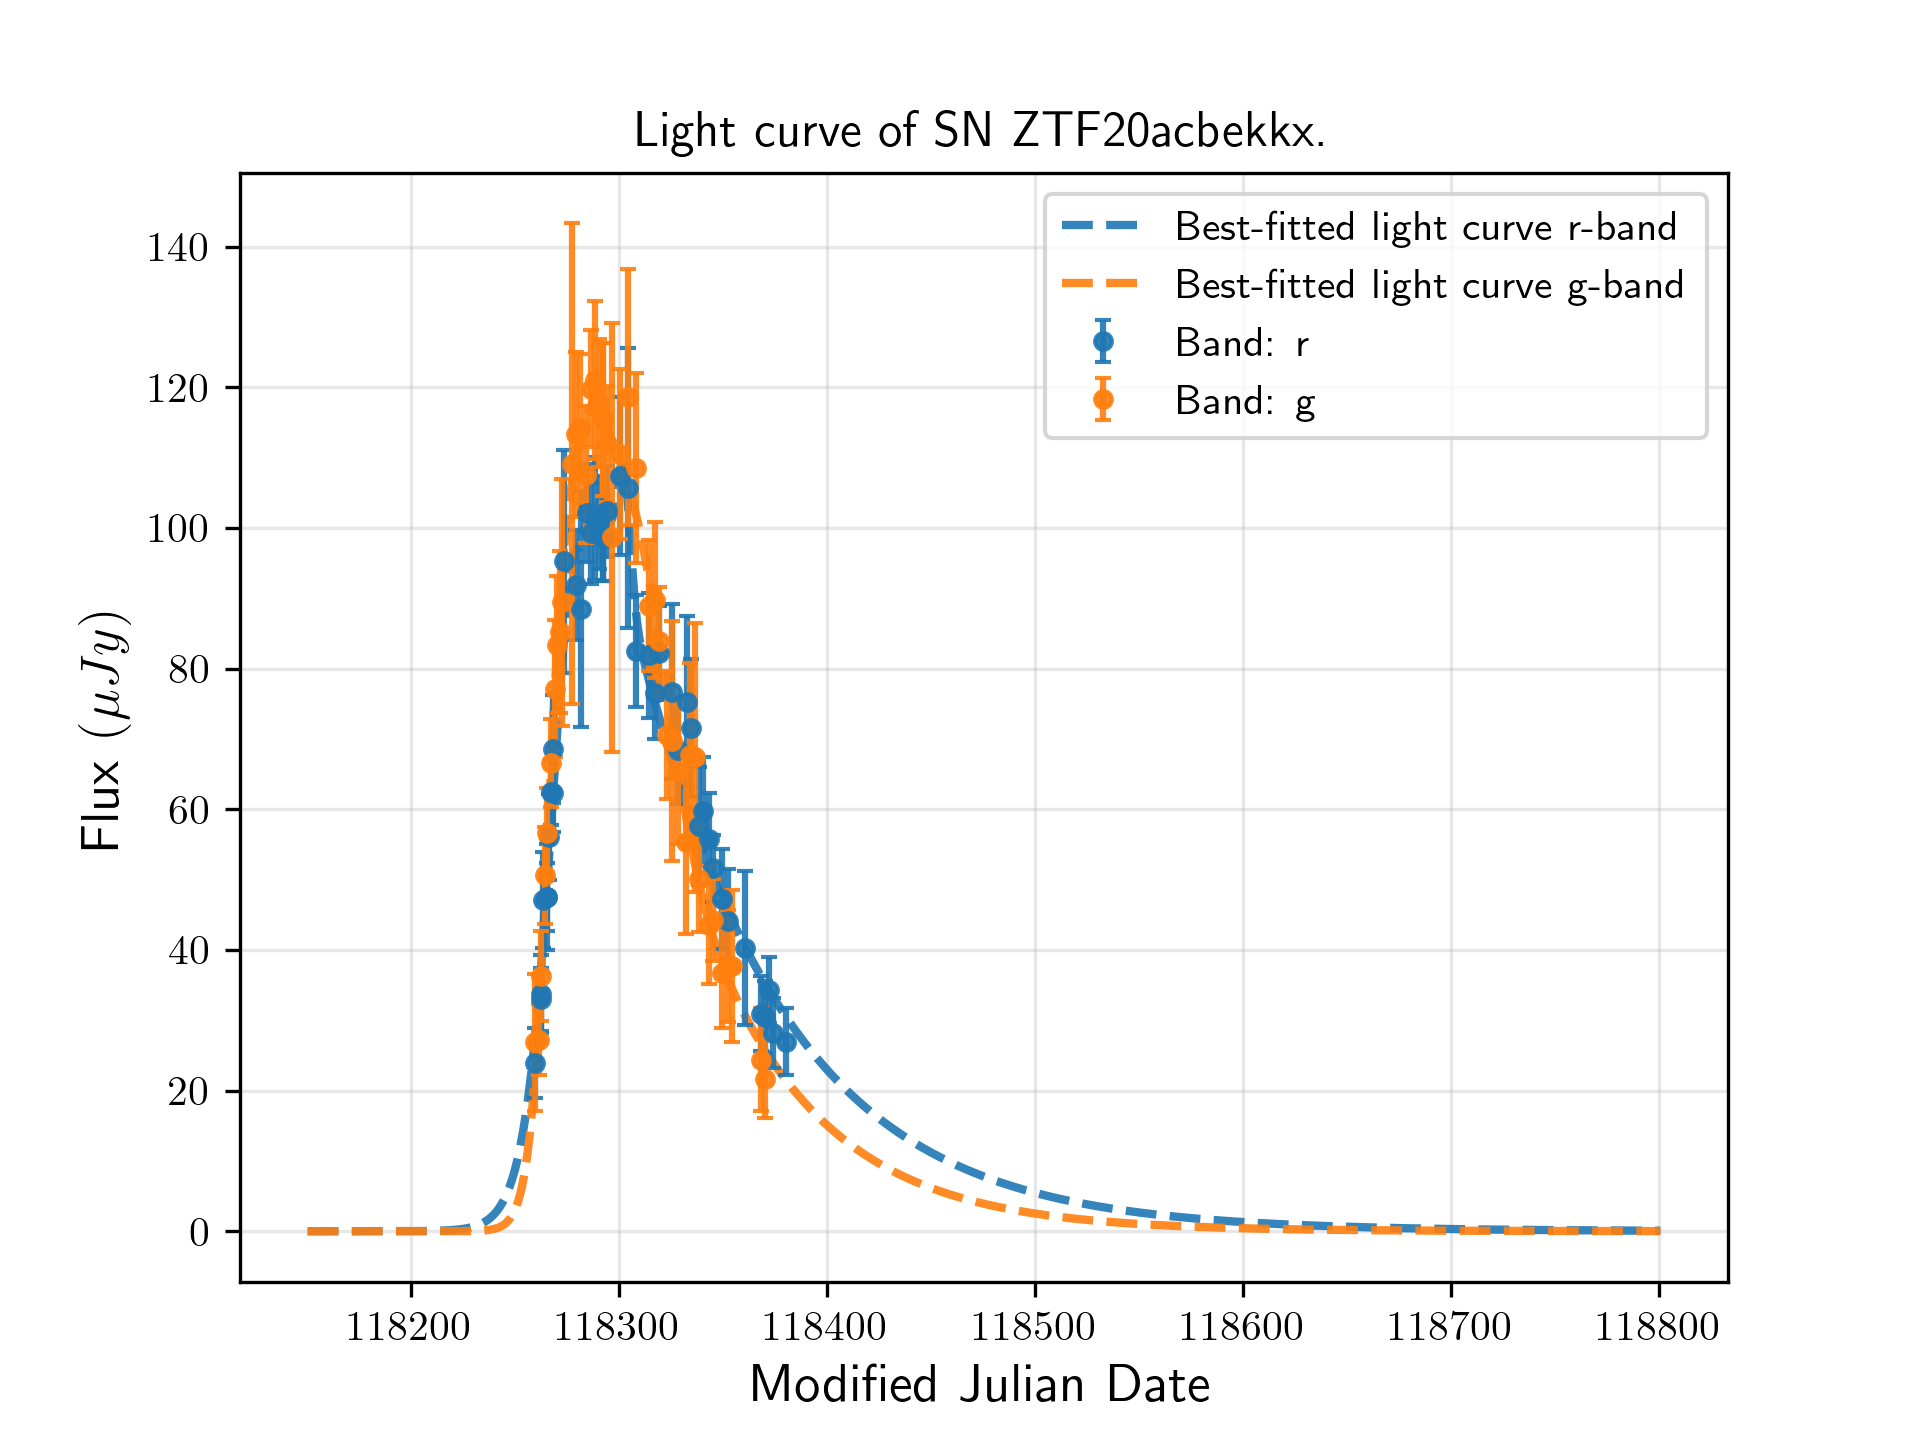 Light curve of SN ZTF20acbekkx.
Best-fitted light curve r-band
Best-fitted light curve g-band
Band: r
Band: g
140
120
100
80
60
40
20
0
Flux (μJy)
118200 118300 118400 118500 118600 118700 118800
Modified Julian Date